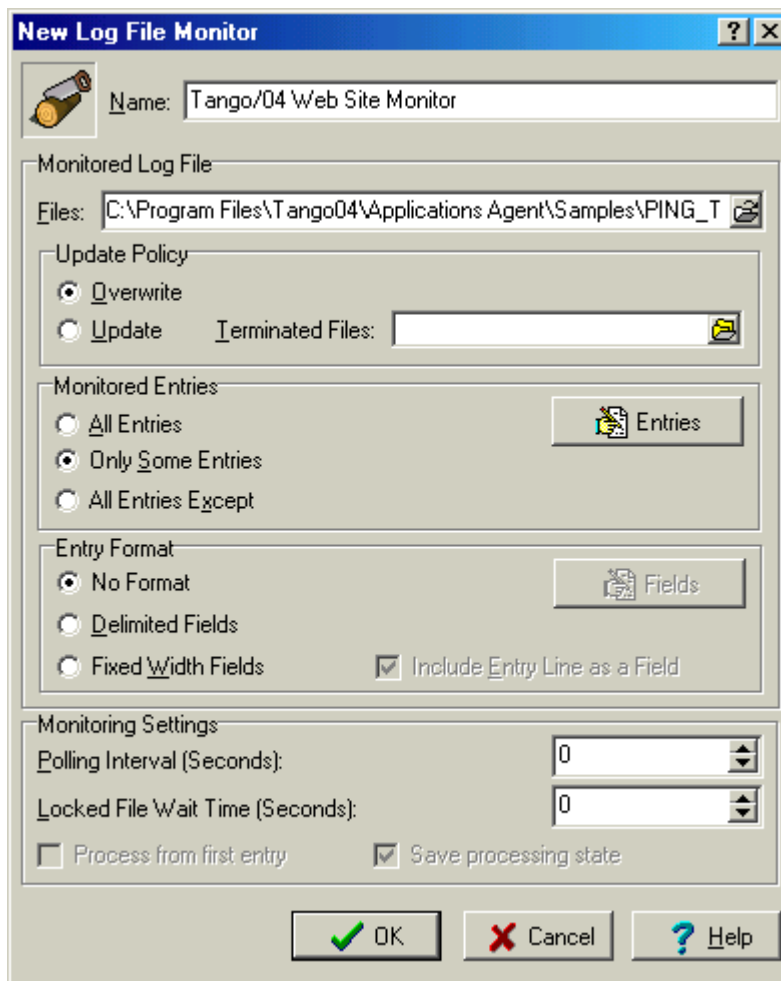 New Log File Monitor
Name: Tango/04 Web Site Monitor
Monitored Log File
Files: C:\Program Files\Tango04\Applications Agent\Samples\PING_T
Update Policy
Overwrite
Update Terminated Files:
Monitored Entries
All Entries
Entries
Only Some Entries
All Entries Except
Entry Format
No Format
Fields
Delimited Fields
Fixed Width Fields Include Entry Line as a Field
Monitoring Settings
Polling Interval (Seconds): 0
Locked File Wait Time (Seconds): 0
Process from first entry Save processing state
OK Cancel ? Help